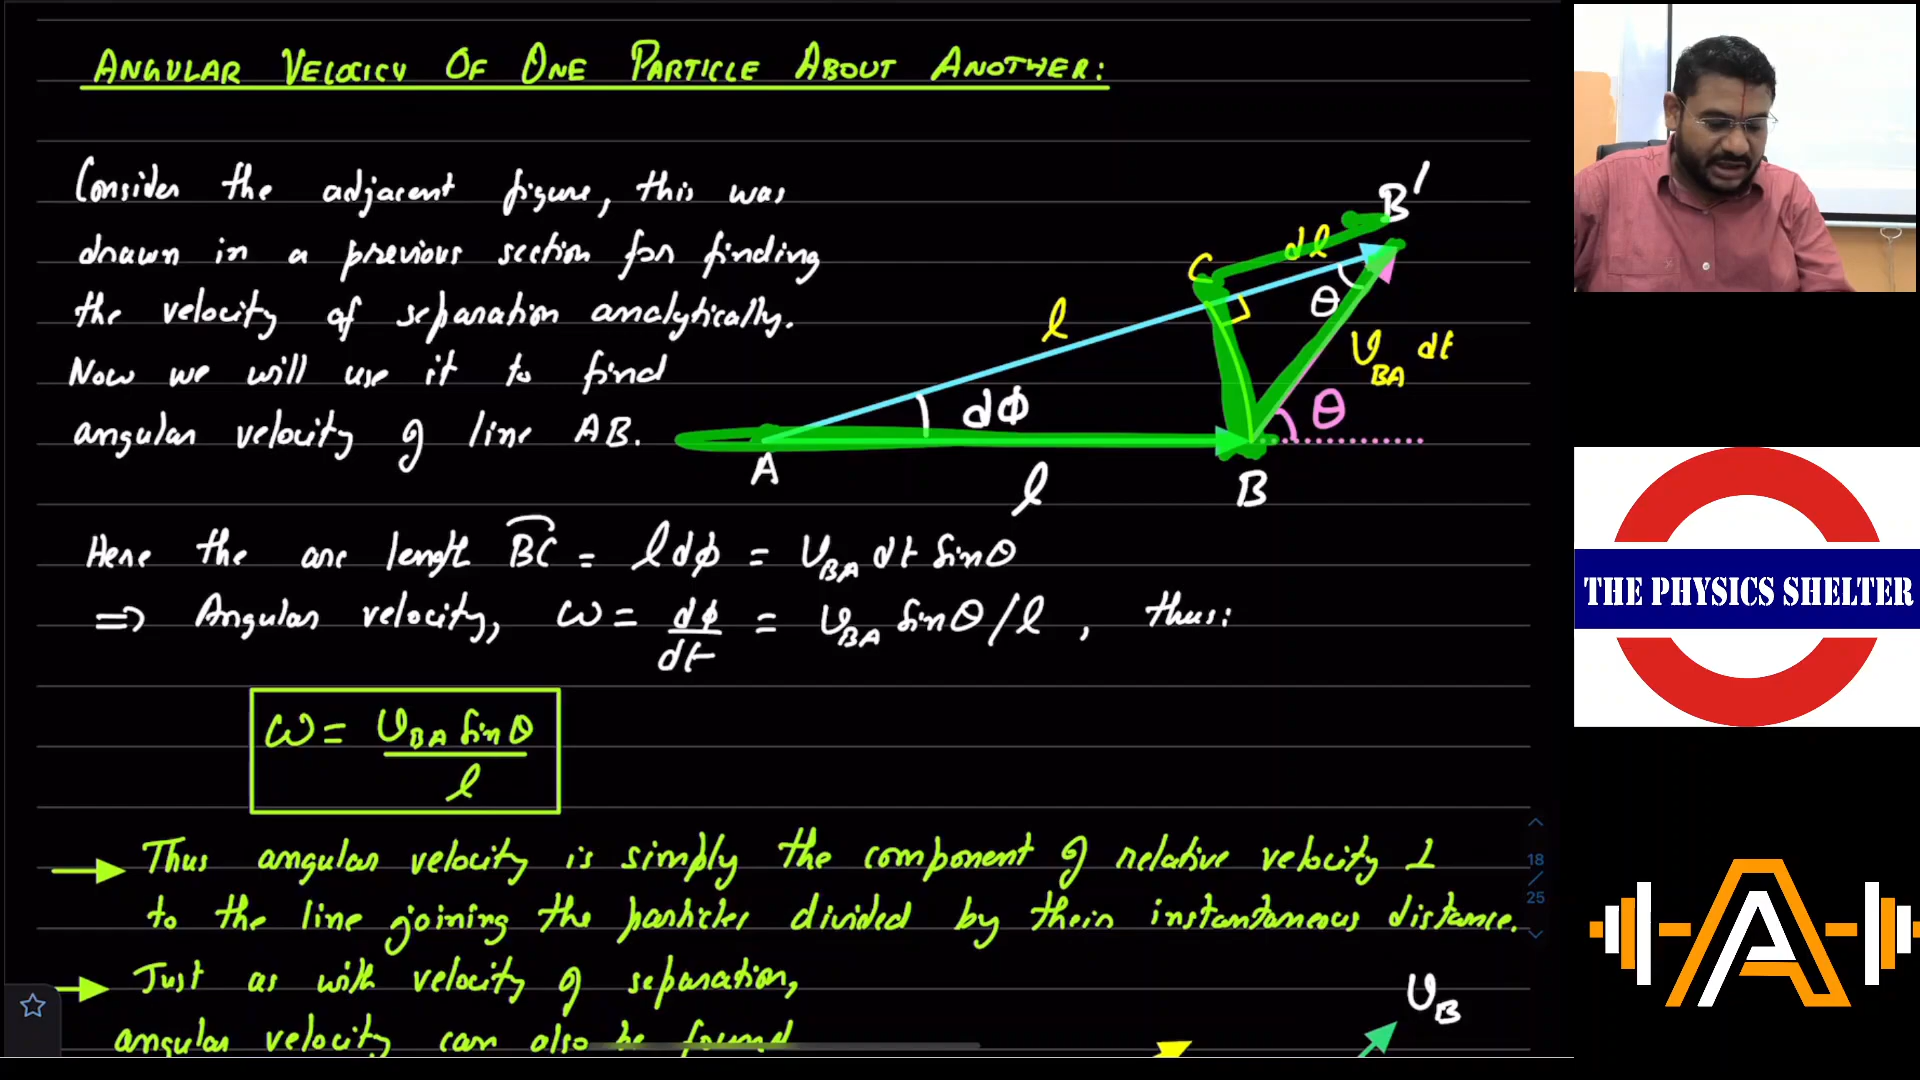 ANGULAR VELOCICY OF ONE PARTICLE ABOUT ANOTHER:
Consider the adjacent figure, this was
drawn in a previous section for finding
the velocity of separation analytically.
Now we will use it to find
angular velocity of line AB.
B'
C
dl
θ
l
V_BA dt
dϕ
θ
A
l
B
Here the arc length BC = l dϕ = V_BA dt sinθ
⇒ Angular velocity, ω = dϕ/dt = V_BA sinθ/l , thus:
ω = V_BA sinθ / l
→ Thus angular velocity is simply the component of relative velocity ⊥
to the line joining the particles divided by their instantaneous distance.
→ Just as with velocity of separation,
angular velocity can also be found
V_B
18
/
25
THE PHYSICS SHELTER
A